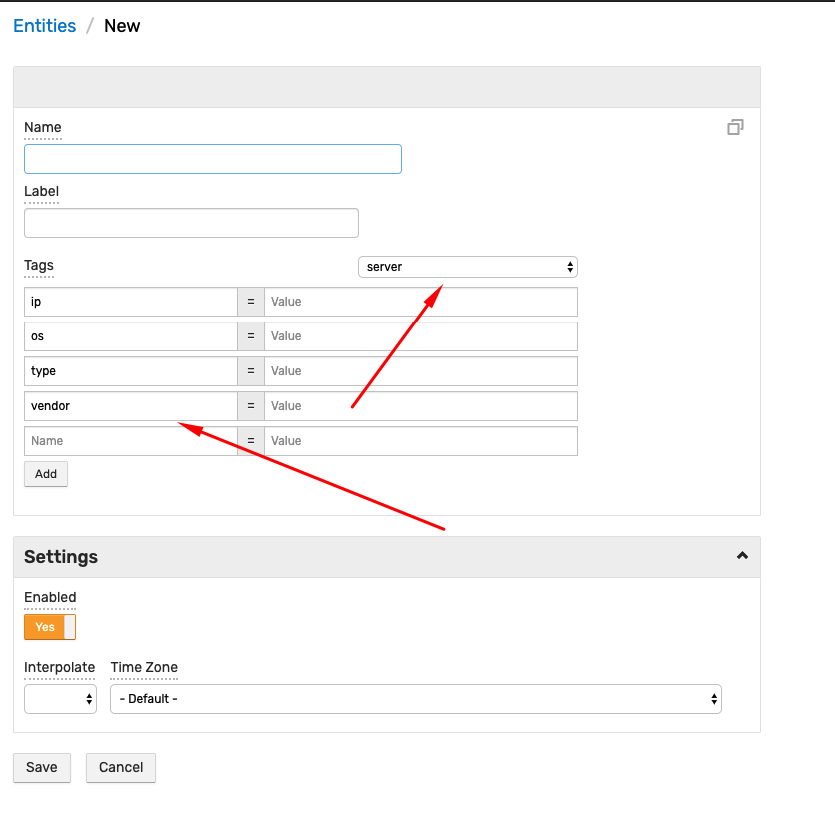 Entities / New
Name
Label
Tags server
ip = Value
os = Value
type = Value
vendor = Value
Name = Value
Add
Settings
Enabled
Yes
Interpolate Time Zone
- Default -
Save Cancel